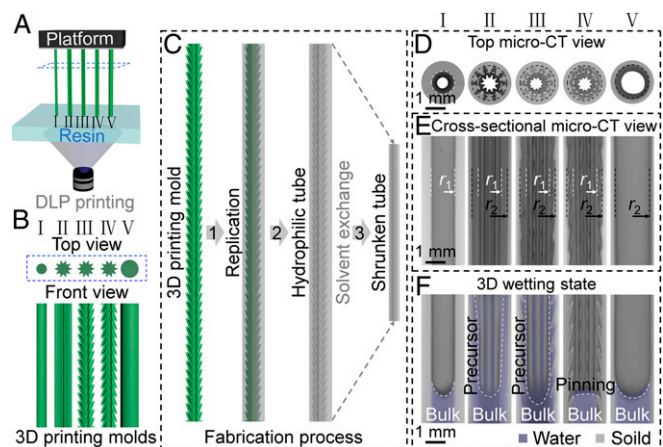 A
Platform
I II III IV V
Resin
DLP printing
B
I II III IV V
Top view
Front view
3D printing molds
C
3D printing mold
1
Replication
2
Hydrophilic tube
Solvent exchange
3
Shrunken tube
Fabrication process
I II III IV V
D
Top micro-CT view
1 mm
E
Cross-sectional micro-CT view
r1 r1 r1 r1
r2 r2 r2 r2
1 mm
F
3D wetting state
Precursor Precursor Pinning
Bulk Bulk Bulk Bulk Bulk
1 mm
Water Soild